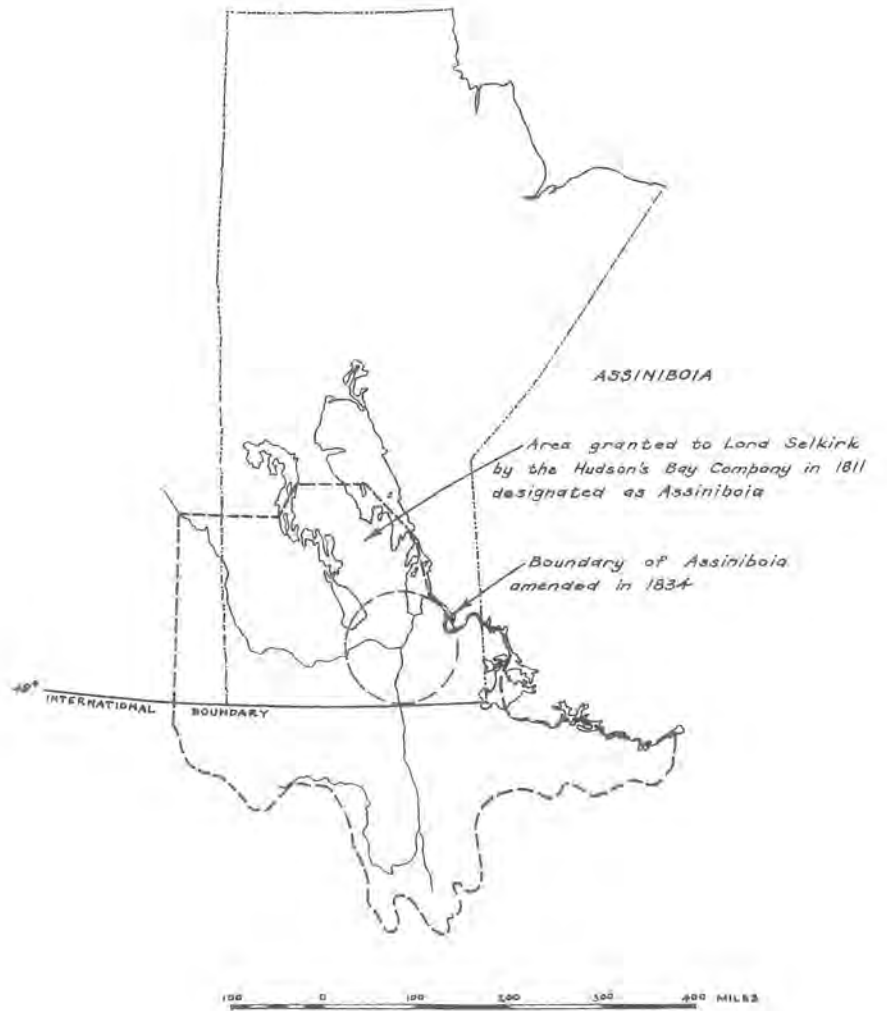 ASSINIBOIA
Area granted to Lord Selkirk
by the Hudson's Bay Company in 1811
designated as Assiniboia
Boundary of Assiniboia
amended in 1834
49°
INTERNATIONAL BOUNDARY
100 0 100 200 300 400 MILES